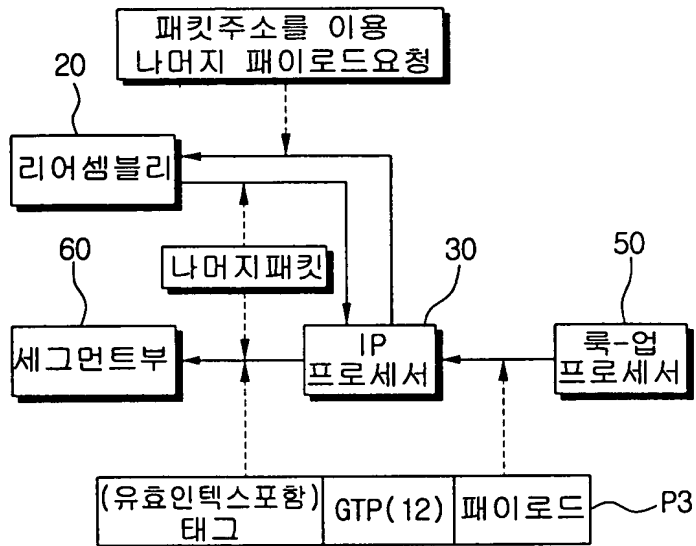 패킷주소를 이용
나머지 패이로드요청
20
리어셈블리
나머지패킷
60
30
50
세그먼트부
IP
프로세서
룩-업
프로세서
(유효인텍스포함)
태그
GTP(12)
패이로드
P3